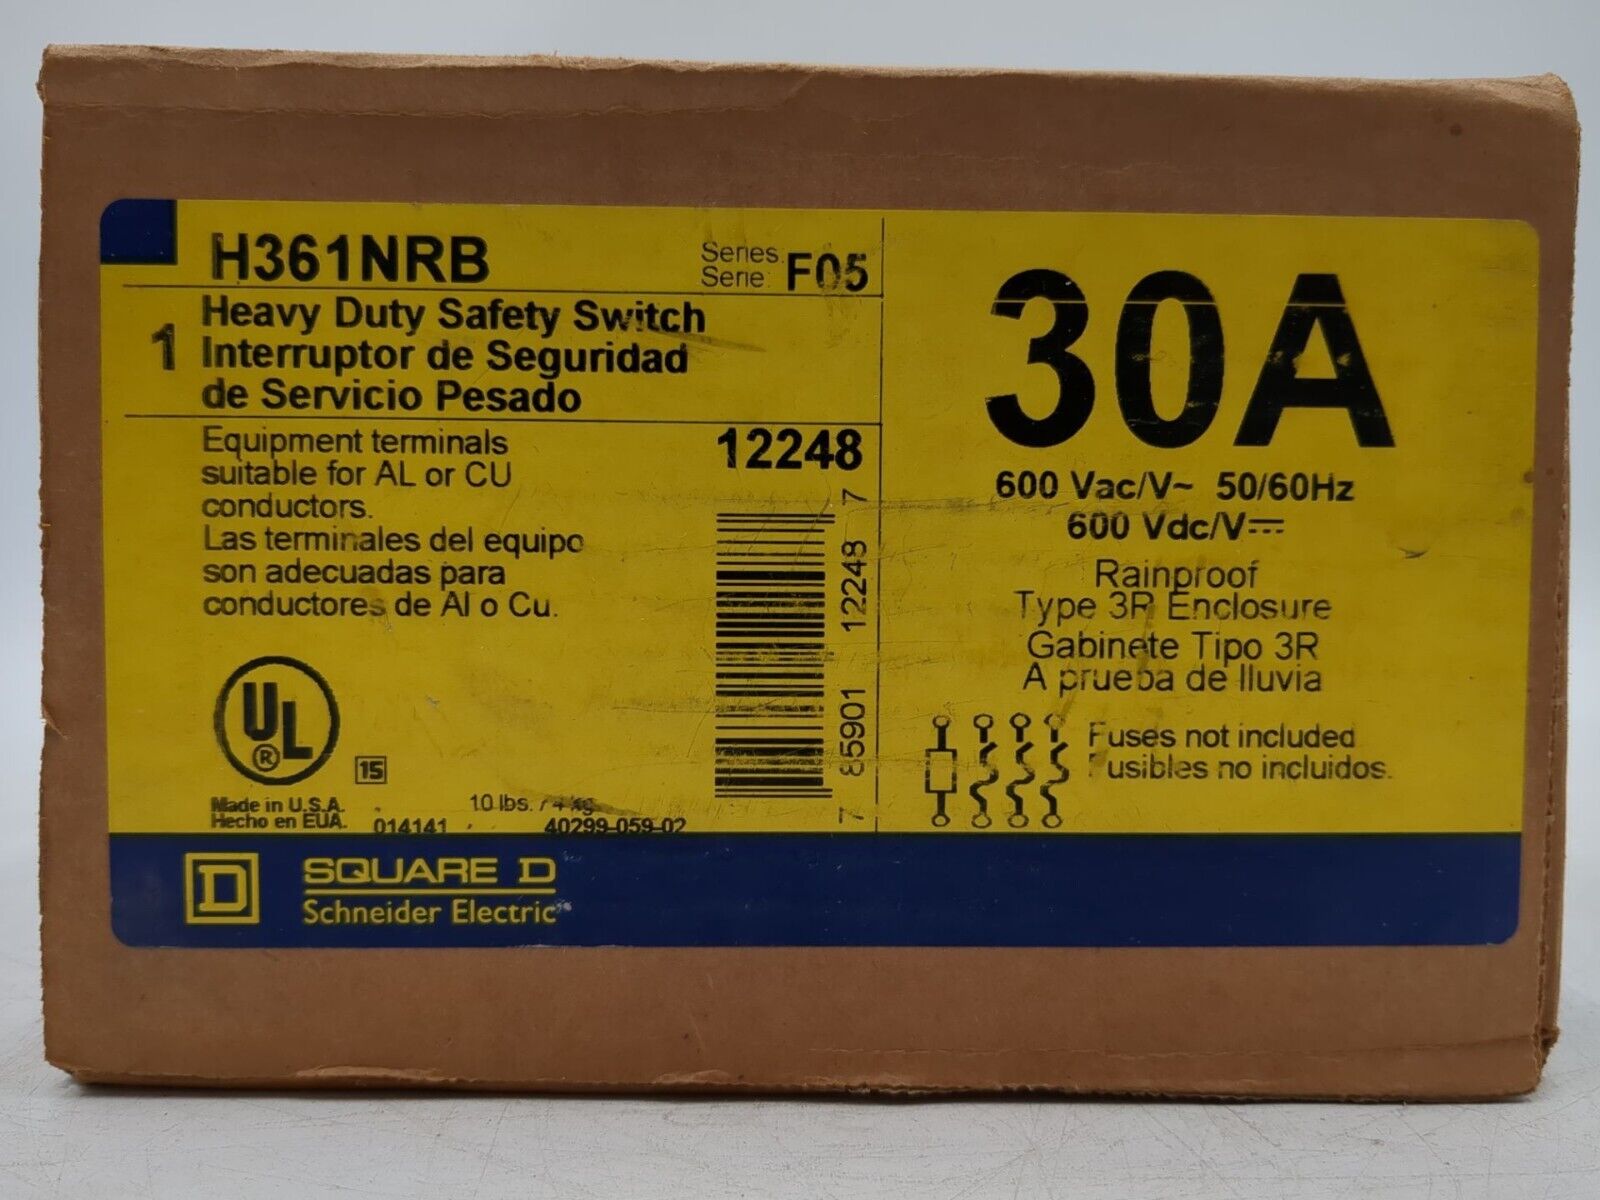 H361NRB
Series
Serie F05
1
Heavy Duty Safety Switch
Interruptor de Seguridad
de Servicio Pesado
Equipment terminals
suitable for AL or CU
conductors.
Las terminales del equipo
son adecuadas para
conductores de Al o Cu.
12248
7 85901 12248 7
UL
®
15
Made in U.S.A.
Hecho en EUA.
014141
10 lbs. / 4 kg
40299-059-02
30A
600 Vac/V~ 50/60Hz
600 Vdc/V⎓
Rainproof
Type 3R Enclosure
Gabinete Tipo 3R
A prueba de lluvia
Fuses not included
Fusibles no incluidos.
D
SQUARE D
Schneider Electric